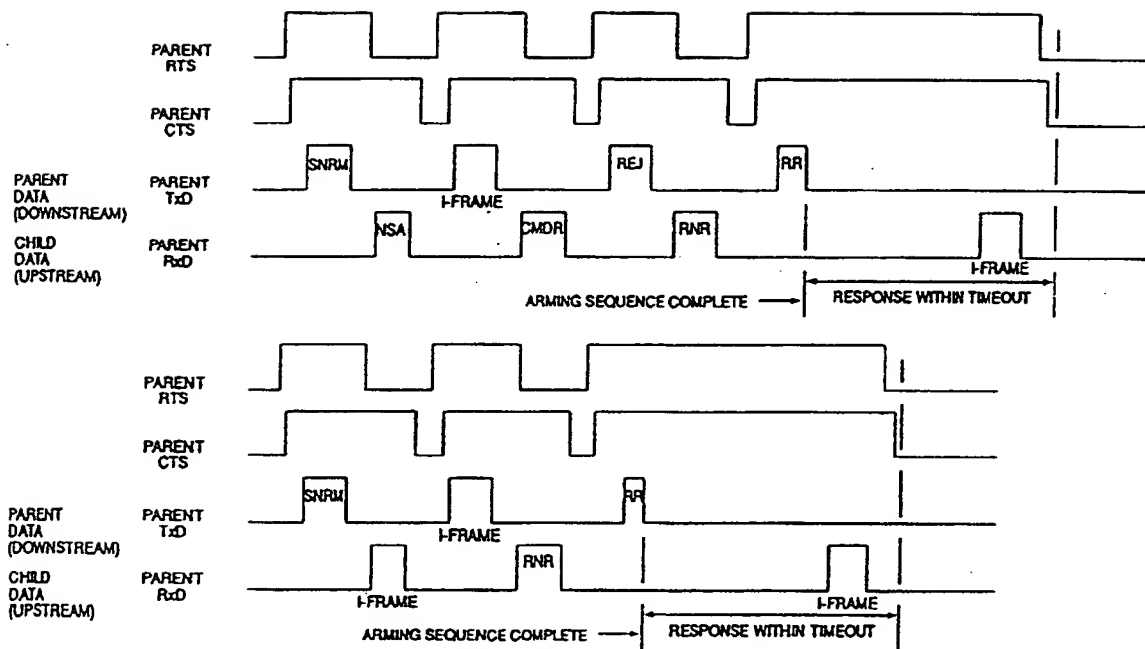 PARENT
RTS
PARENT
CTS
SNRM
REJ
RR
PARENT
DATA
(DOWNSTREAM)
PARENT
TxD
I-FRAME
CHILD
DATA
(UPSTREAM)
PARENT
RxD
NSA
CMDR
RNR
I-FRAME
ARMING SEQUENCE COMPLETE
RESPONSE WITHIN TIMEOUT
PARENT
RTS
PARENT
CTS
SNRM
RR
PARENT
DATA
(DOWNSTREAM)
PARENT
TxD
I-FRAME
CHILD
DATA
(UPSTREAM)
PARENT
RxD
I-FRAME
RNR
I-FRAME
ARMING SEQUENCE COMPLETE
RESPONSE WITHIN TIMEOUT